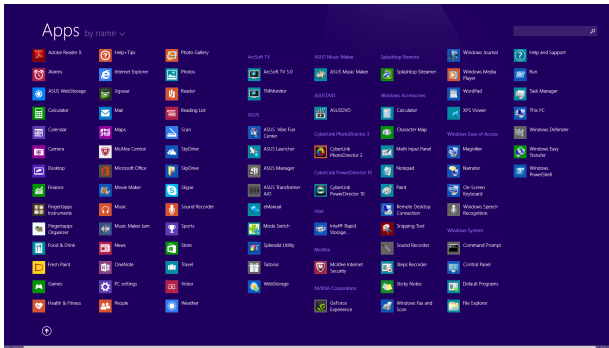 Apps by name
Adobe Reader X
Alarms
ASUS WebStorage
Calculator
Calendar
Camera
Desktop
Finance
Fingertapps
Instruments
Fingertapps
Organizer
Food & Drink
Fresh Paint
Games
Health & Fitness
Help+Tips
Internet Explorer
Jigsaw
Mail
Maps
McAfee Central
Microsoft Office
Movie Maker
Music
Music Maker Jam
News
OneNote
PC settings
People
Photo Gallery
Photos
Reader
Reading List
Scan
SkyDrive
SkyDrive
Skype
Sound Recorder
Sports
Store
Travel
Video
Weather
ArcSoft TV
ArcSoft TV 5.0
TMMonitor
ASUS
ASUS Vibe Fun
Center
ASUS Launcher
ASUS Manager
ASUS Transformer
AiO
eManual
Mode Switch
Splendid Utility
Tutorial
WebStorage
ASUS Music Maker
ASUS Music Maker
ASUSDVD
ASUSDVD
CyberLink PhotoDirector 3
CyberLink
PhotoDirector 3
CyberLink PowerDirector 10
CyberLink
PowerDirector 10
Intel
Intel® Rapid
Storage...
McAfee
McAfee Internet
Security
NVIDIA Corporation
GeForce
Experience
Splashtop Remote
Splashtop Streamer
Windows Accessories
Calculator
Character Map
Math Input Panel
Notepad
Paint
Remote Desktop
Connection
Snipping Tool
Sound Recorder
Steps Recorder
Sticky Notes
Windows Fax and
Scan
Windows Journal
Windows Media
Player
WordPad
XPS Viewer
Windows Ease of Access
Magnifier
Narrator
On-Screen
Keyboard
Windows Speech
Recognition
Windows System
Command Prompt
Control Panel
Default Programs
File Explorer
Help and Support
Run
Task Manager
This PC
Windows Defender
Windows Easy
Transfer
Windows
PowerShell